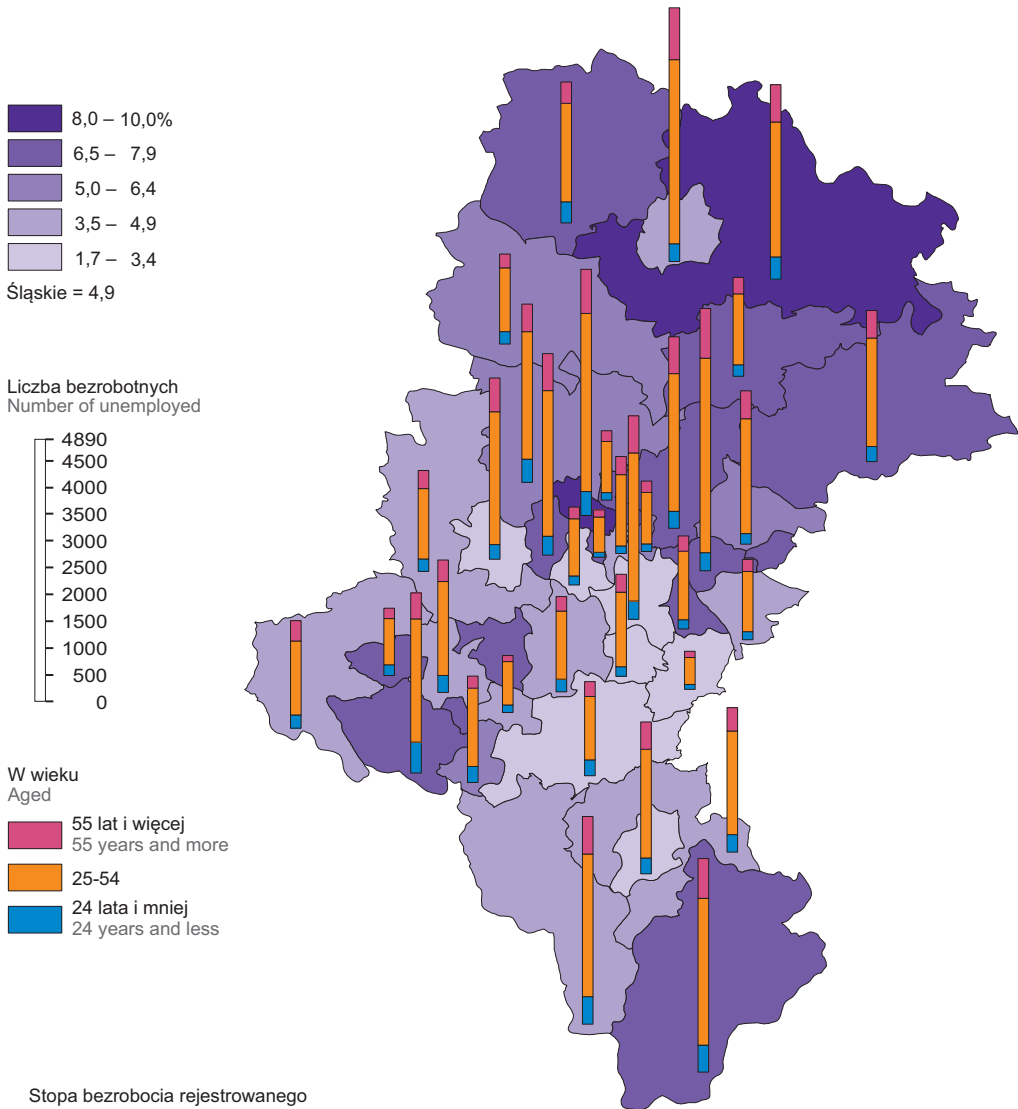 8,0 – 10,0%
6,5 – 7,9
5,0 – 6,4
3,5 – 4,9
1,7 – 3,4
Śląskie = 4,9
Liczba bezrobotnych
Number of unemployed
4890
4500
4000
3500
3000
2500
2000
1500
1000
500
0
W wieku
Aged
55 lat i więcej
55 years and more
25-54
24 lata i mniej
24 years and less
Stopa bezrobocia rejestrowanego